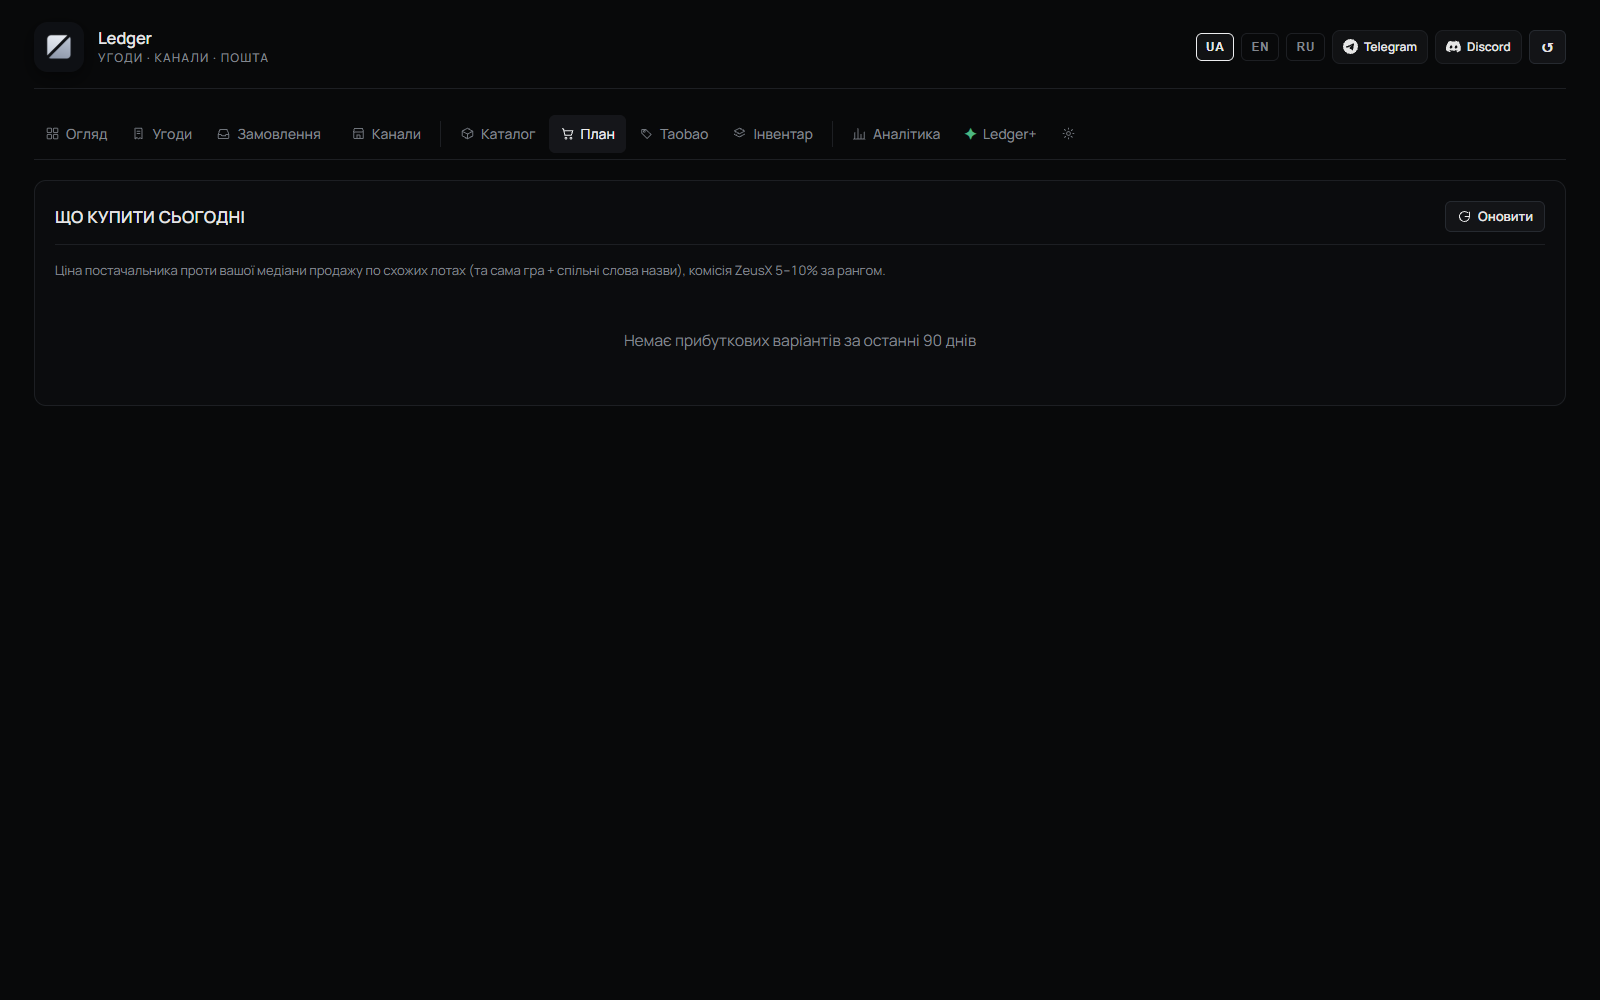 Ledger
УГОДИ · КАНАЛИ · ПОШТА
UA EN RU Telegram Discord
Огляд Угоди Замовлення Канали Каталог План Taobao Інвентар Аналітика Ledger+
ЩО КУПИТИ СЬОГОДНІ
Оновити
Ціна постачальника проти вашої медіани продажу по схожих лотах (та сама гра + спільні слова назви), комісія ZeusX 5–10% за рангом.
Немає прибуткових варіантів за останні 90 днів